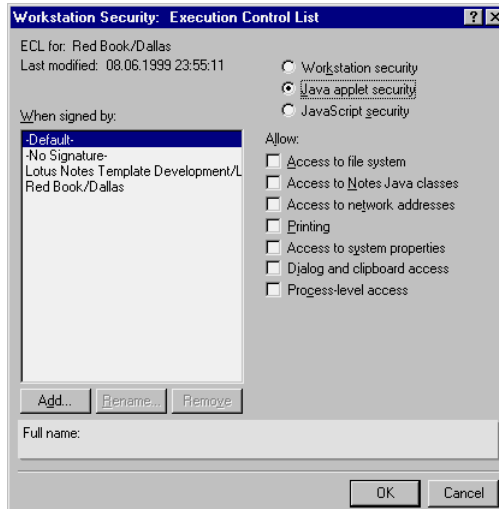 Workstation Security: Execution Control List
ECL for: Red Book/Dallas
Last modified: 08.06.1999 23:55:11
Workstation security
Java applet security
JavaScript security
When signed by:
-Default-
-No Signature-
Lotus Notes Template Development/L
Red Book/Dallas
Allow:
Access to file system
Access to Notes Java classes
Access to network addresses
Printing
Access to system properties
Dialog and clipboard access
Process-level access
Add... Rename... Remove
Full name:
OK Cancel